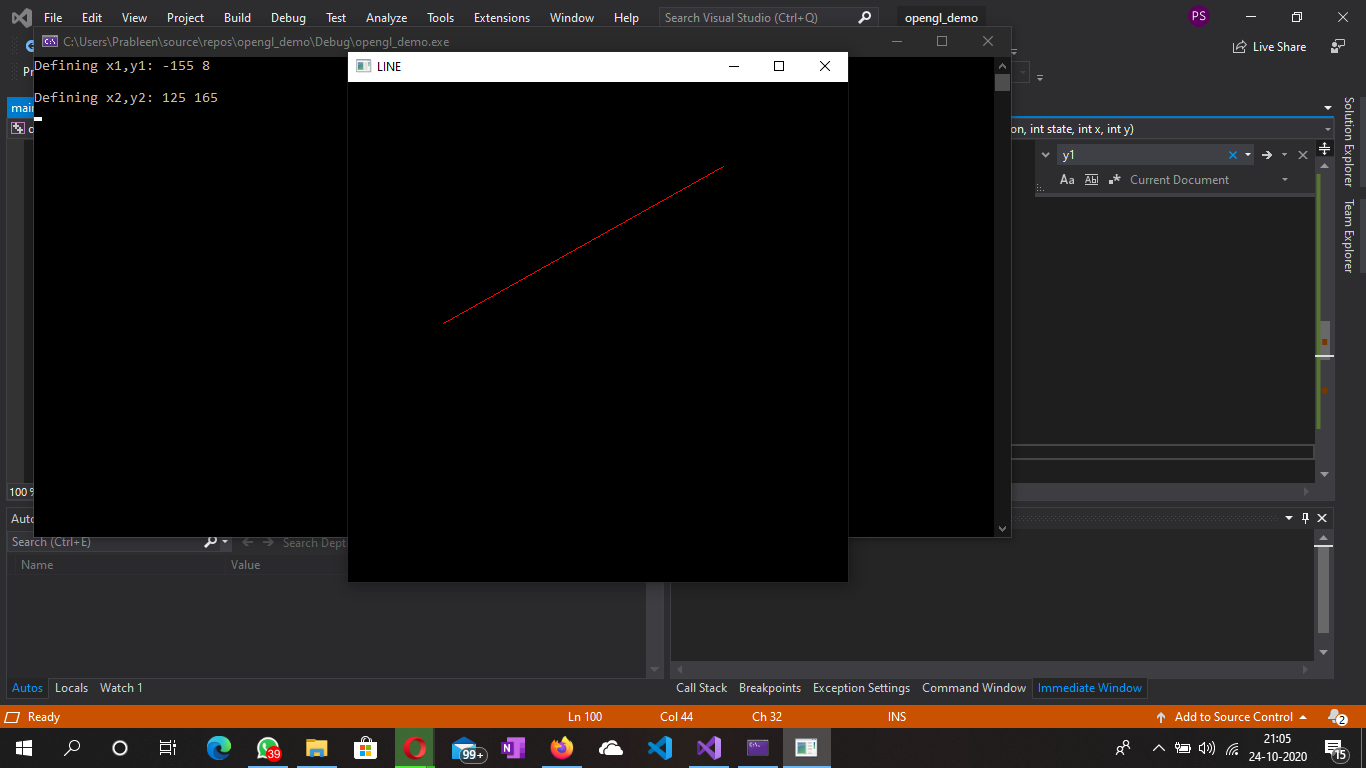 File Edit View Project Build Debug Test Analyze Tools Extensions Window Help Search Visual Studio (Ctrl+Q) opengl_demo PS
C:\Users\Prableen\source\repos\opengl_demo\Debug\opengl_demo.exe
Live Share
Defining x1,y1: -155 8
LINE
Defining x2,y2: 125 165
on, int state, int x, int y)
y1
Aa Ab Current Document
Solution Explorer
Team Explorer
100 %
Search (Ctrl+E)
Name Value
Autos Locals Watch 1
Call Stack Breakpoints Exception Settings Command Window Immediate Window
Ready Ln 100 Col 44 Ch 32 INS Add to Source Control 2
39 99+
21:05
24-10-2020
15